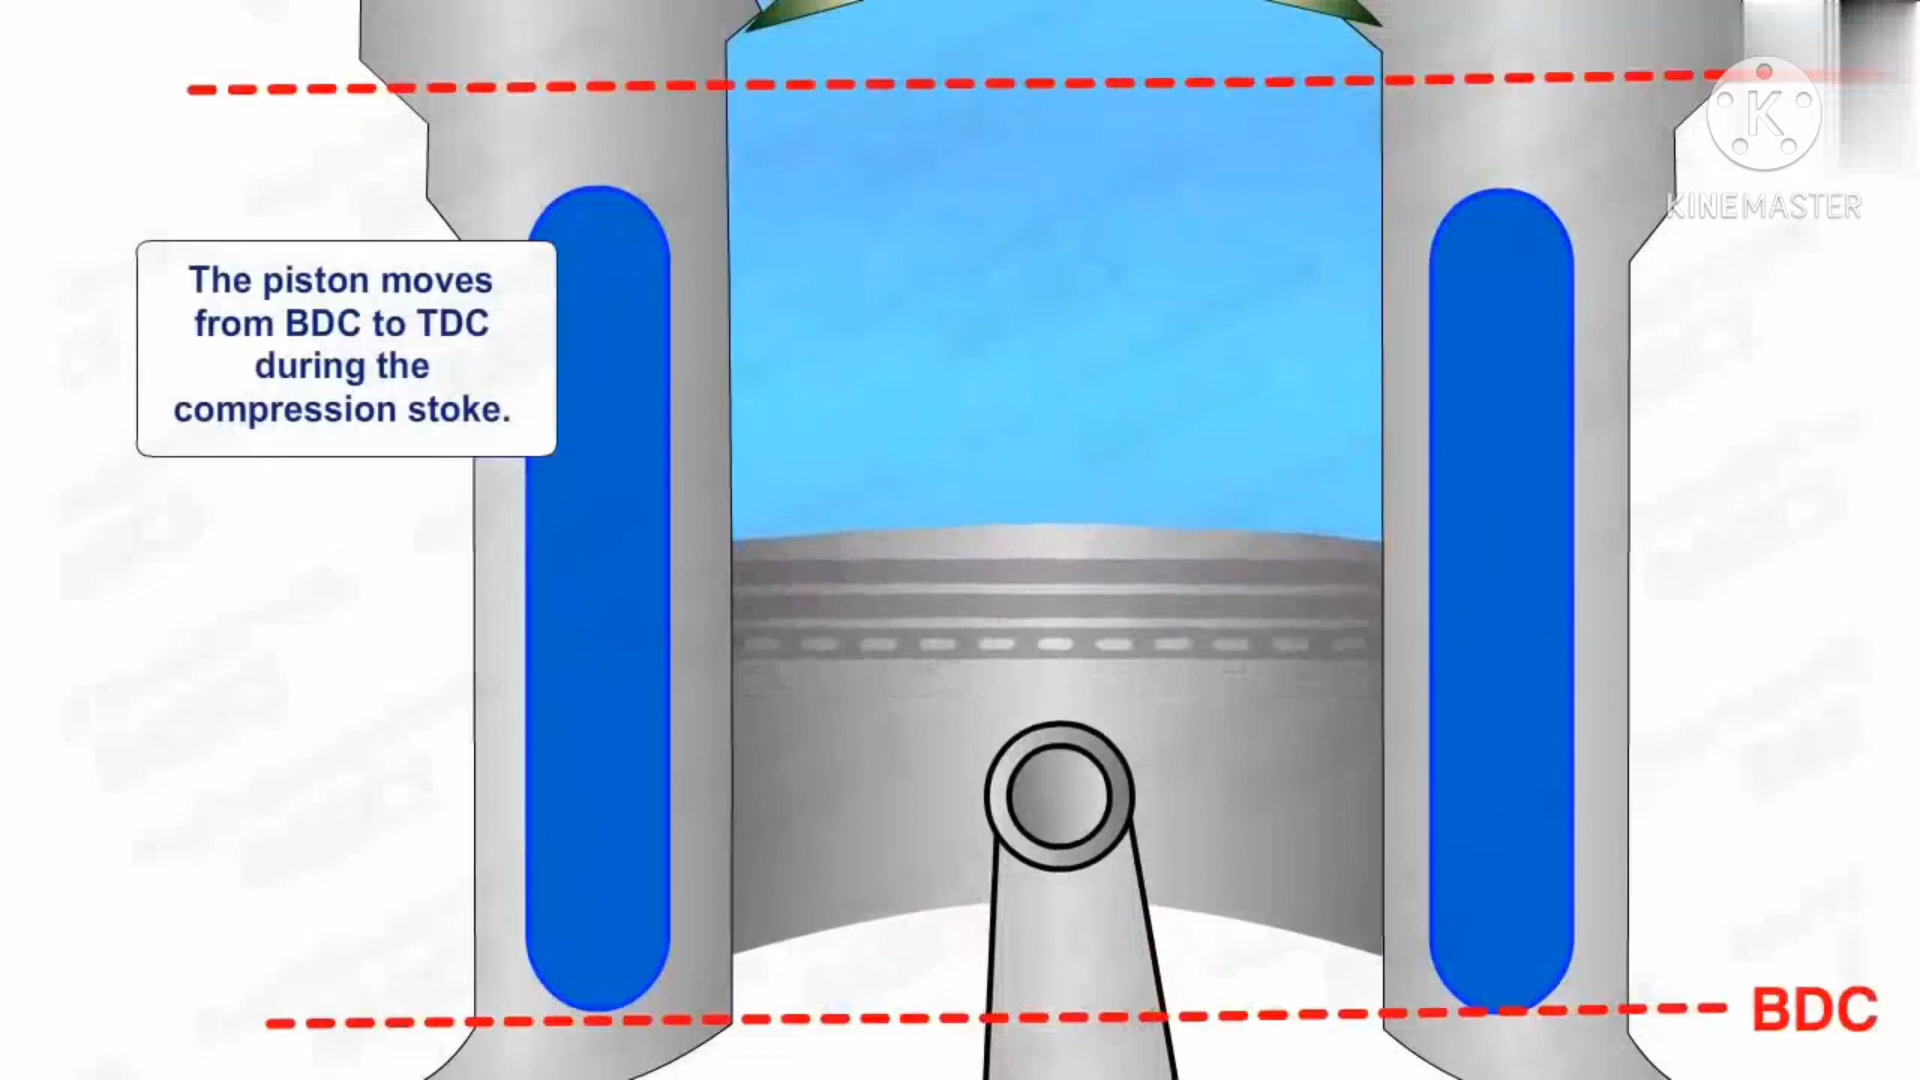 The piston moves
from BDC to TDC
during the
compression stoke.
K
KINEMASTER
BDC